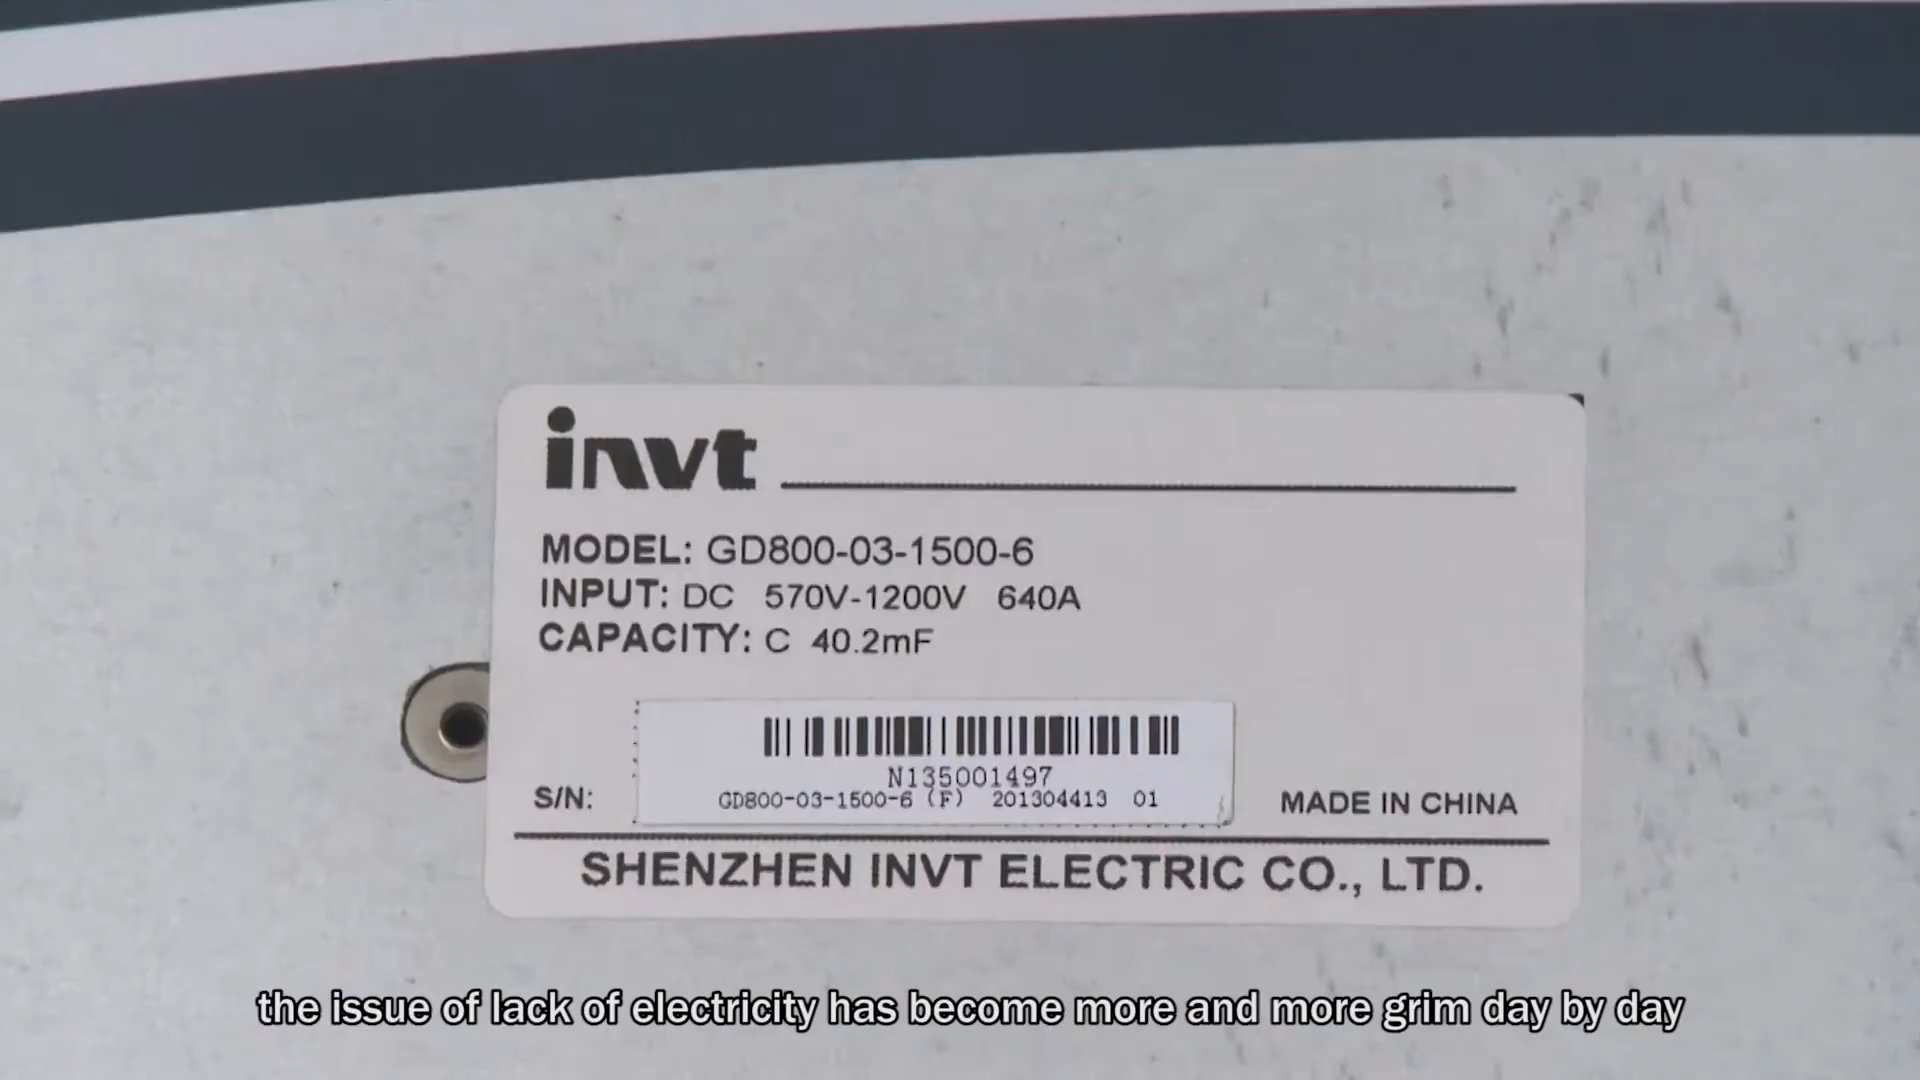 invt
MODEL: GD800-03-1500-6
INPUT: DC 570V-1200V 640A
CAPACITY: C 40.2mF
N135001497
S/N: GD800-03-1500-6 (F) 201304413 01 MADE IN CHINA
SHENZHEN INVT ELECTRIC CO., LTD.
the issue of lack of electricity has become more and more grim day by day